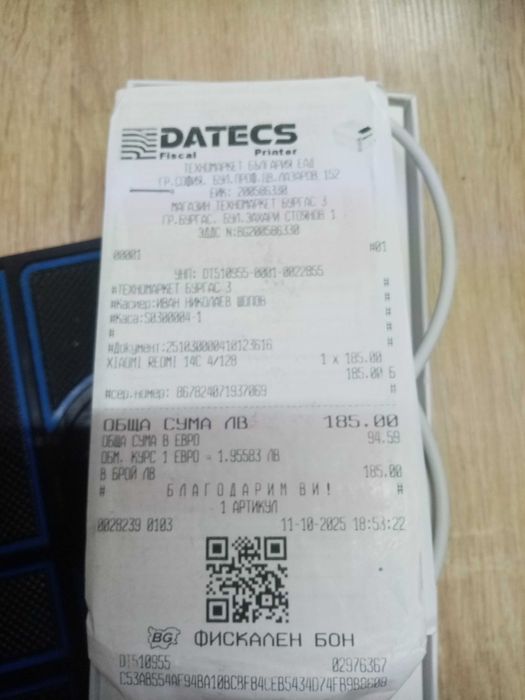 DATECS
Fiscal Printer
ТЕХНОМАРКЕТ БЪЛГАРИЯ ЕАД
ГР.СОФИЯ. БУЛ.ПРОФ.ЦВ.ЛАЗАРОВ 152
ЕИК: 200586330
МАГАЗИН ТЕХНОМАРКЕТ БУРГАС 3
ГР.БУРГАС. БУЛ.ЗАХАРИ СТОЯНОВ 1
ЗДДС N:BG200586330
00001 #01
УНП: DT510955-0001-0022855
#ТЕХНОМАРКЕТ БУРГАС 3 #
#Касиер:ИВАН НИКОЛАЕВ ШОПОВ #
#Каса:S0300004-1 #
# #
#Документ:251030000410123616 #
XIAOMI REDMI 14C 4/128 1 x 185.00
185.00 Б
#сер.номер: 867824071937069 #
ОБЩА СУМА ЛВ 185.00
ОБЩА СУМА В ЕВРО 94.59
ОБМ. КУРС 1 ЕВРО = 1.95583 ЛВ
В БРОЙ ЛВ 185.00
# БЛАГОДАРИМ ВИ! #
1 АРТИКУЛ
0028239 0103 11-10-2025 18:53:22
BG ФИСКАЛЕН БОН
DT510955 02976367